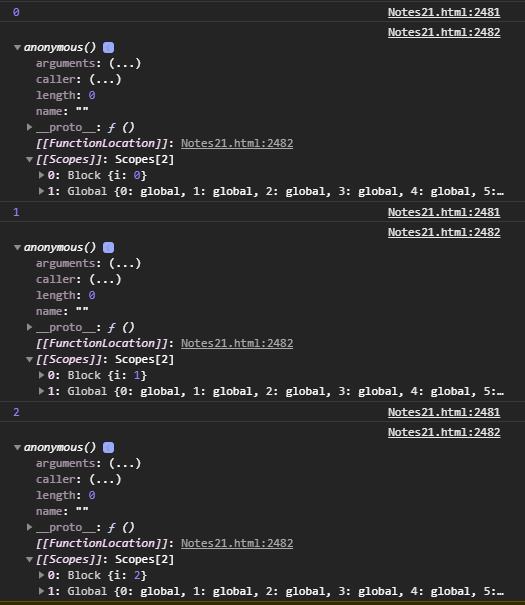 0 Notes21.html:2481
Notes21.html:2482
▼anonymous() i
arguments: (...)
caller: (...)
length: 0
name: ""
▶__proto__: ƒ ()
[[FunctionLocation]]: Notes21.html:2482
▼[[Scopes]]: Scopes[2]
▶0: Block {i: 0}
▶1: Global {0: global, 1: global, 2: global, 3: global, 4: global, 5:…
1 Notes21.html:2481
Notes21.html:2482
▼anonymous() i
arguments: (...)
caller: (...)
length: 0
name: ""
▶__proto__: ƒ ()
[[FunctionLocation]]: Notes21.html:2482
▼[[Scopes]]: Scopes[2]
▶0: Block {i: 1}
▶1: Global {0: global, 1: global, 2: global, 3: global, 4: global, 5:…
2 Notes21.html:2481
Notes21.html:2482
▼anonymous() i
arguments: (...)
caller: (...)
length: 0
name: ""
▶__proto__: ƒ ()
[[FunctionLocation]]: Notes21.html:2482
▼[[Scopes]]: Scopes[2]
▶0: Block {i: 2}
▶1: Global {0: global, 1: global, 2: global, 3: global, 4: global, 5:…